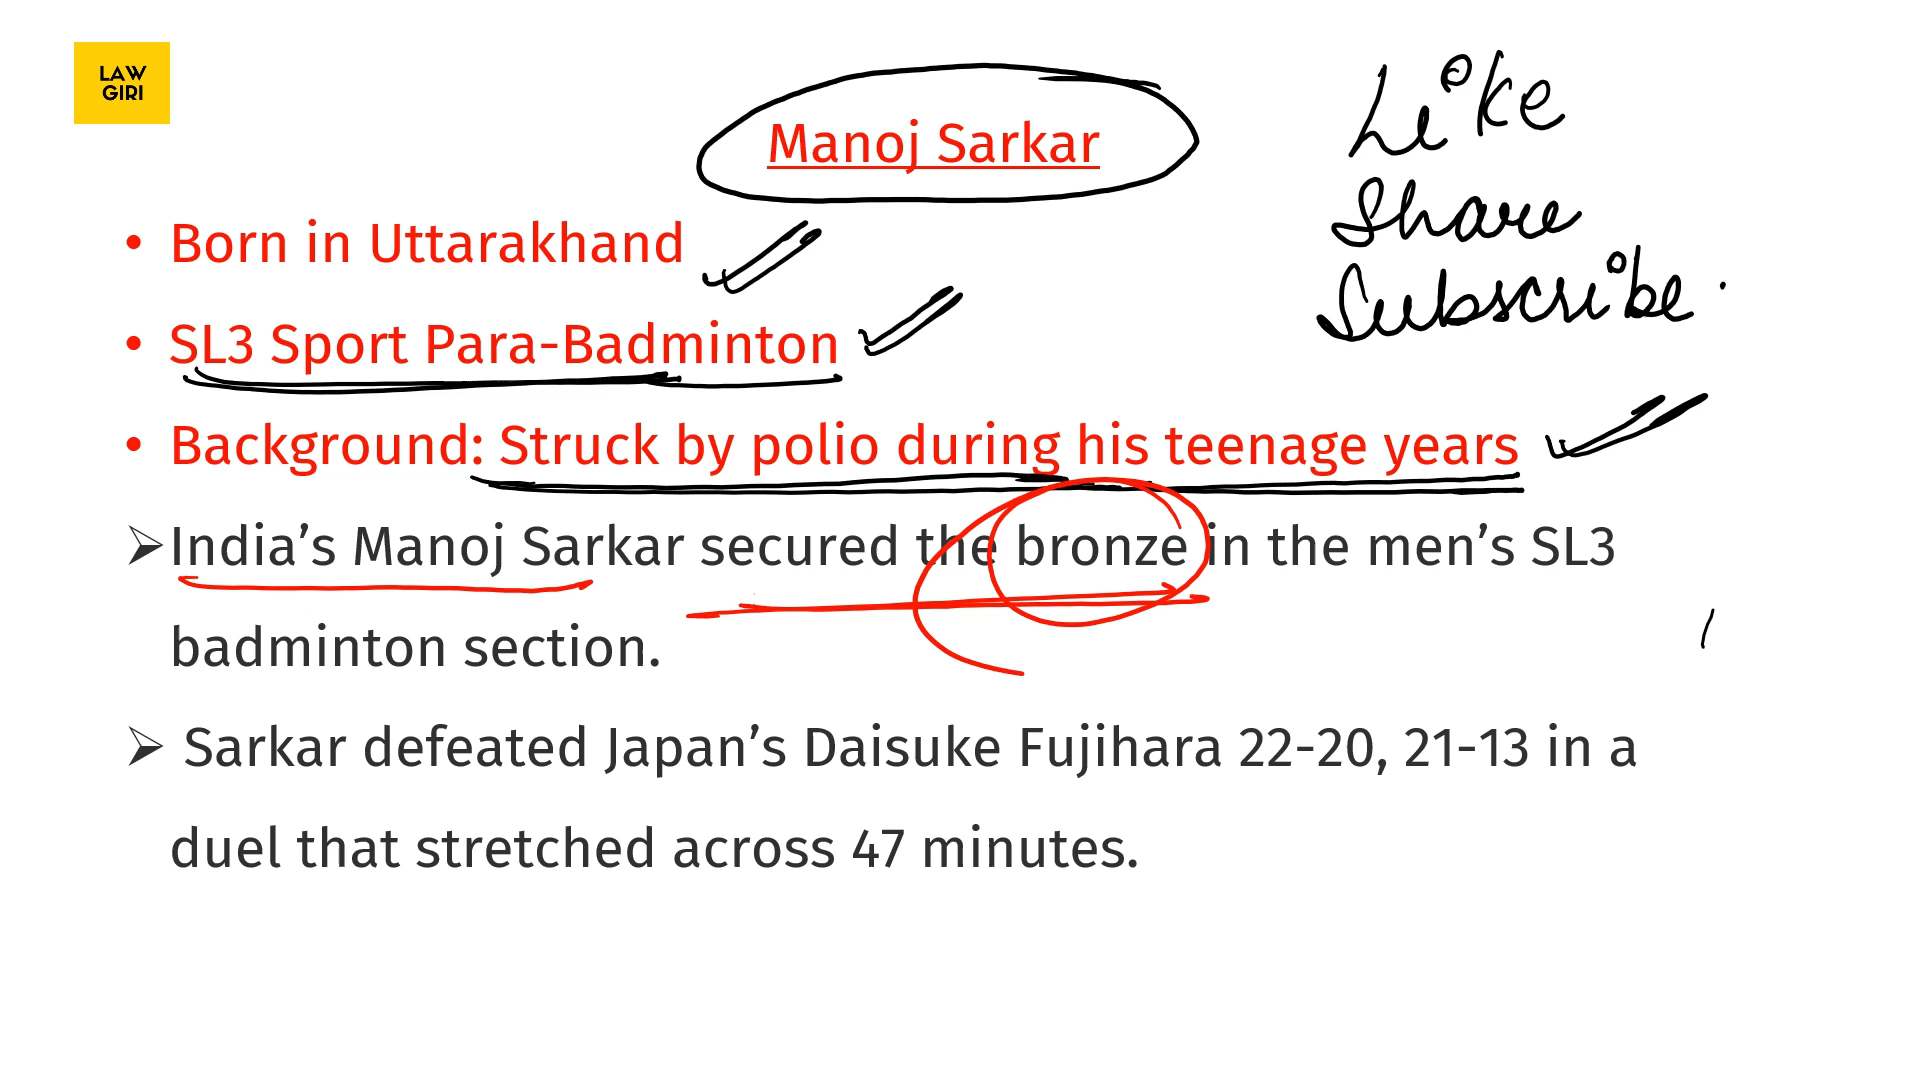 LAW
GIRI
Manoj Sarkar
Like
Share
Subscribe.
• Born in Uttarakhand
• SL3 Sport Para-Badminton
• Background: Struck by polio during his teenage years
➢ India’s Manoj Sarkar secured the bronze in the men’s SL3
badminton section.
➢ Sarkar defeated Japan’s Daisuke Fujihara 22-20, 21-13 in a
duel that stretched across 47 minutes.